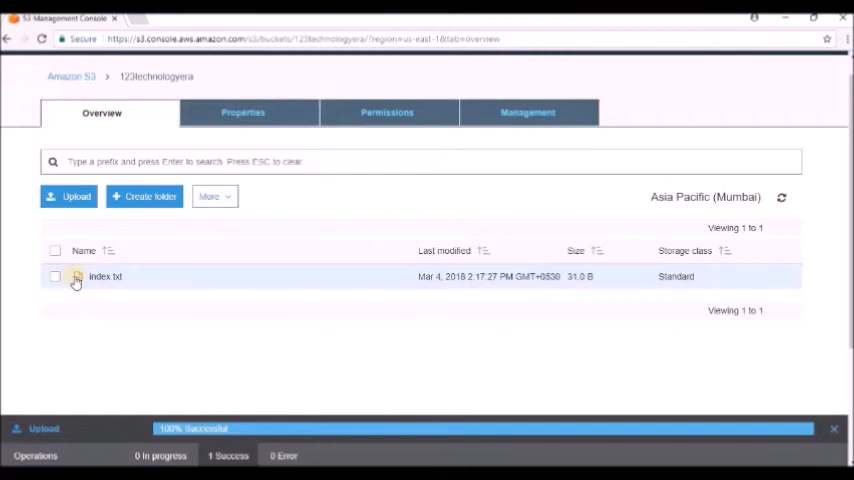 S3 Management Console
Secure https://s3.console.aws.amazon.com/s3/buckets/123technologyera/?region=us-east-1&tab=overview
Amazon S3 > 123technologyera
Overview Properties Permissions Management
Type a prefix and press Enter to search. Press ESC to clear.
Upload + Create folder More Asia Pacific (Mumbai)
Viewing 1 to 1
Name Last modified Size Storage class
index.txt Mar 4, 2018 2:17:27 PM GMT+0530 31.0 B Standard
Viewing 1 to 1
Upload 100% Successful
Operations 0 In progress 1 Success 0 Error